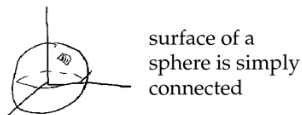 surface of a
sphere is simply
connected